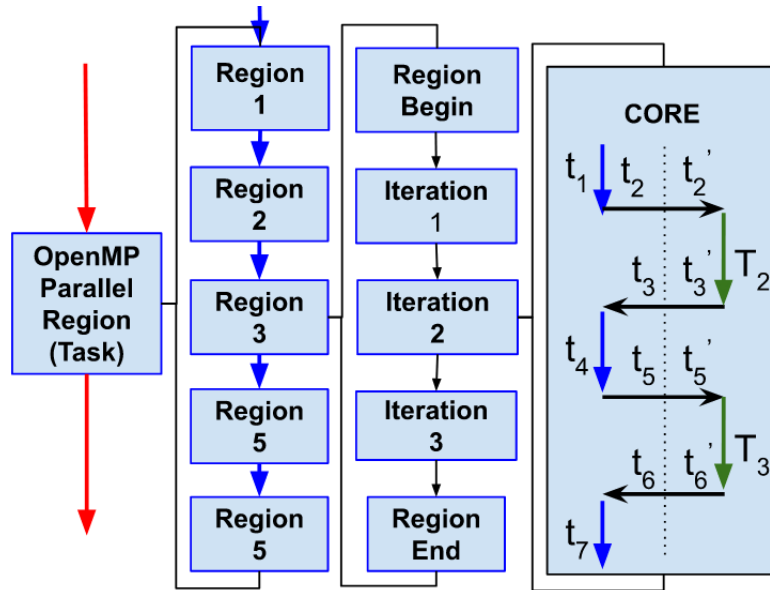 OpenMP
Parallel
Region
(Task)
Region
1
Region
2
Region
3
Region
5
Region
5
Region
Begin
Iteration
1
Iteration
2
Iteration
3
Region
End
CORE
t1 t2 t2’
t3 t3’ T2
t4 t5 t5’
t6 t6’ T3
t7